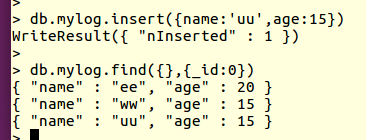 >
> db.mylog.insert({name:'uu',age:15})
WriteResult({ "nInserted" : 1 })
>
> db.mylog.find({},{_id:0})
{ "name" : "ee", "age" : 20 }
{ "name" : "ww", "age" : 15 }
{ "name" : "uu", "age" : 15 }
>